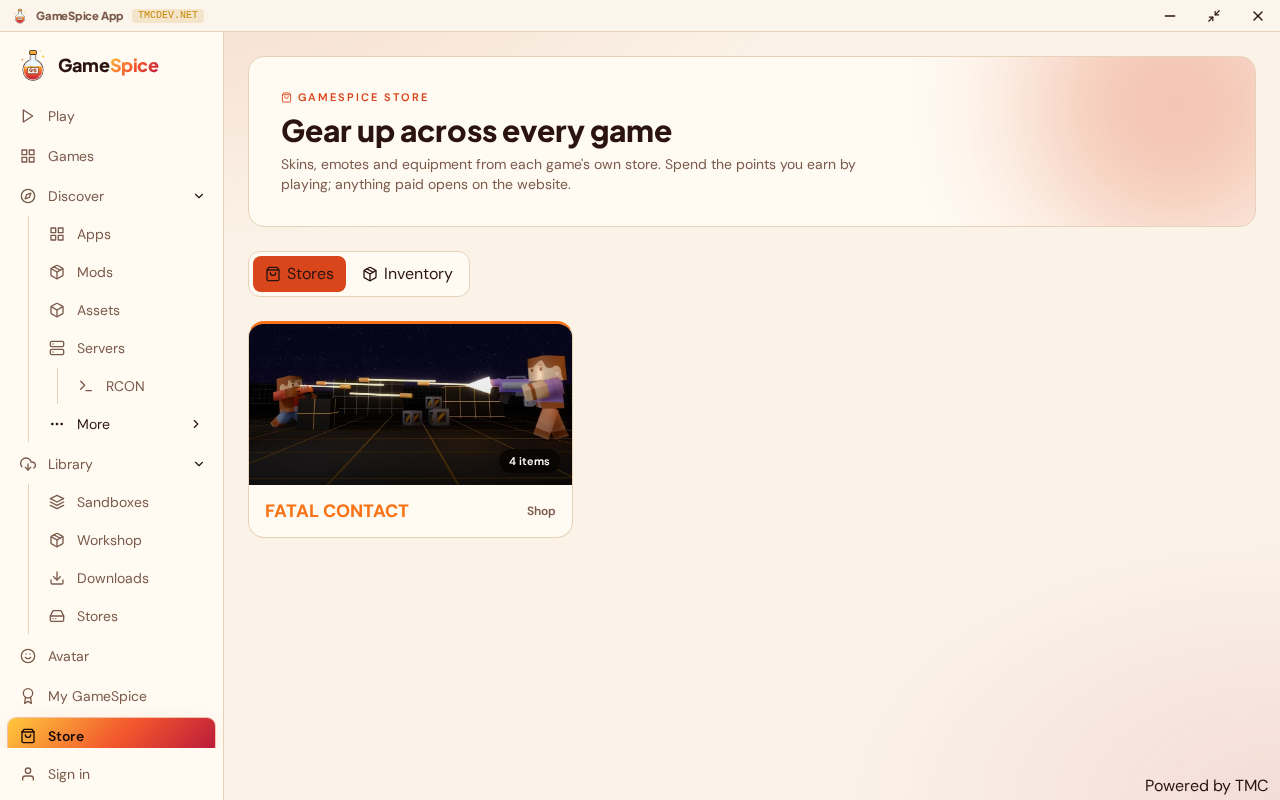 GameSpice App TMCDEV.NET
GameSpice
Play
Games
Discover
Apps
Mods
Assets
Servers
RCON
More
Library
Sandboxes
Workshop
Downloads
Stores
Avatar
My GameSpice
Store
Sign in
GAMESPICE STORE
Gear up across every game
Skins, emotes and equipment from each game's own store. Spend the points you earn by
playing; anything paid opens on the website.
Stores Inventory
4 items
FATAL CONTACT Shop
Powered by TMC